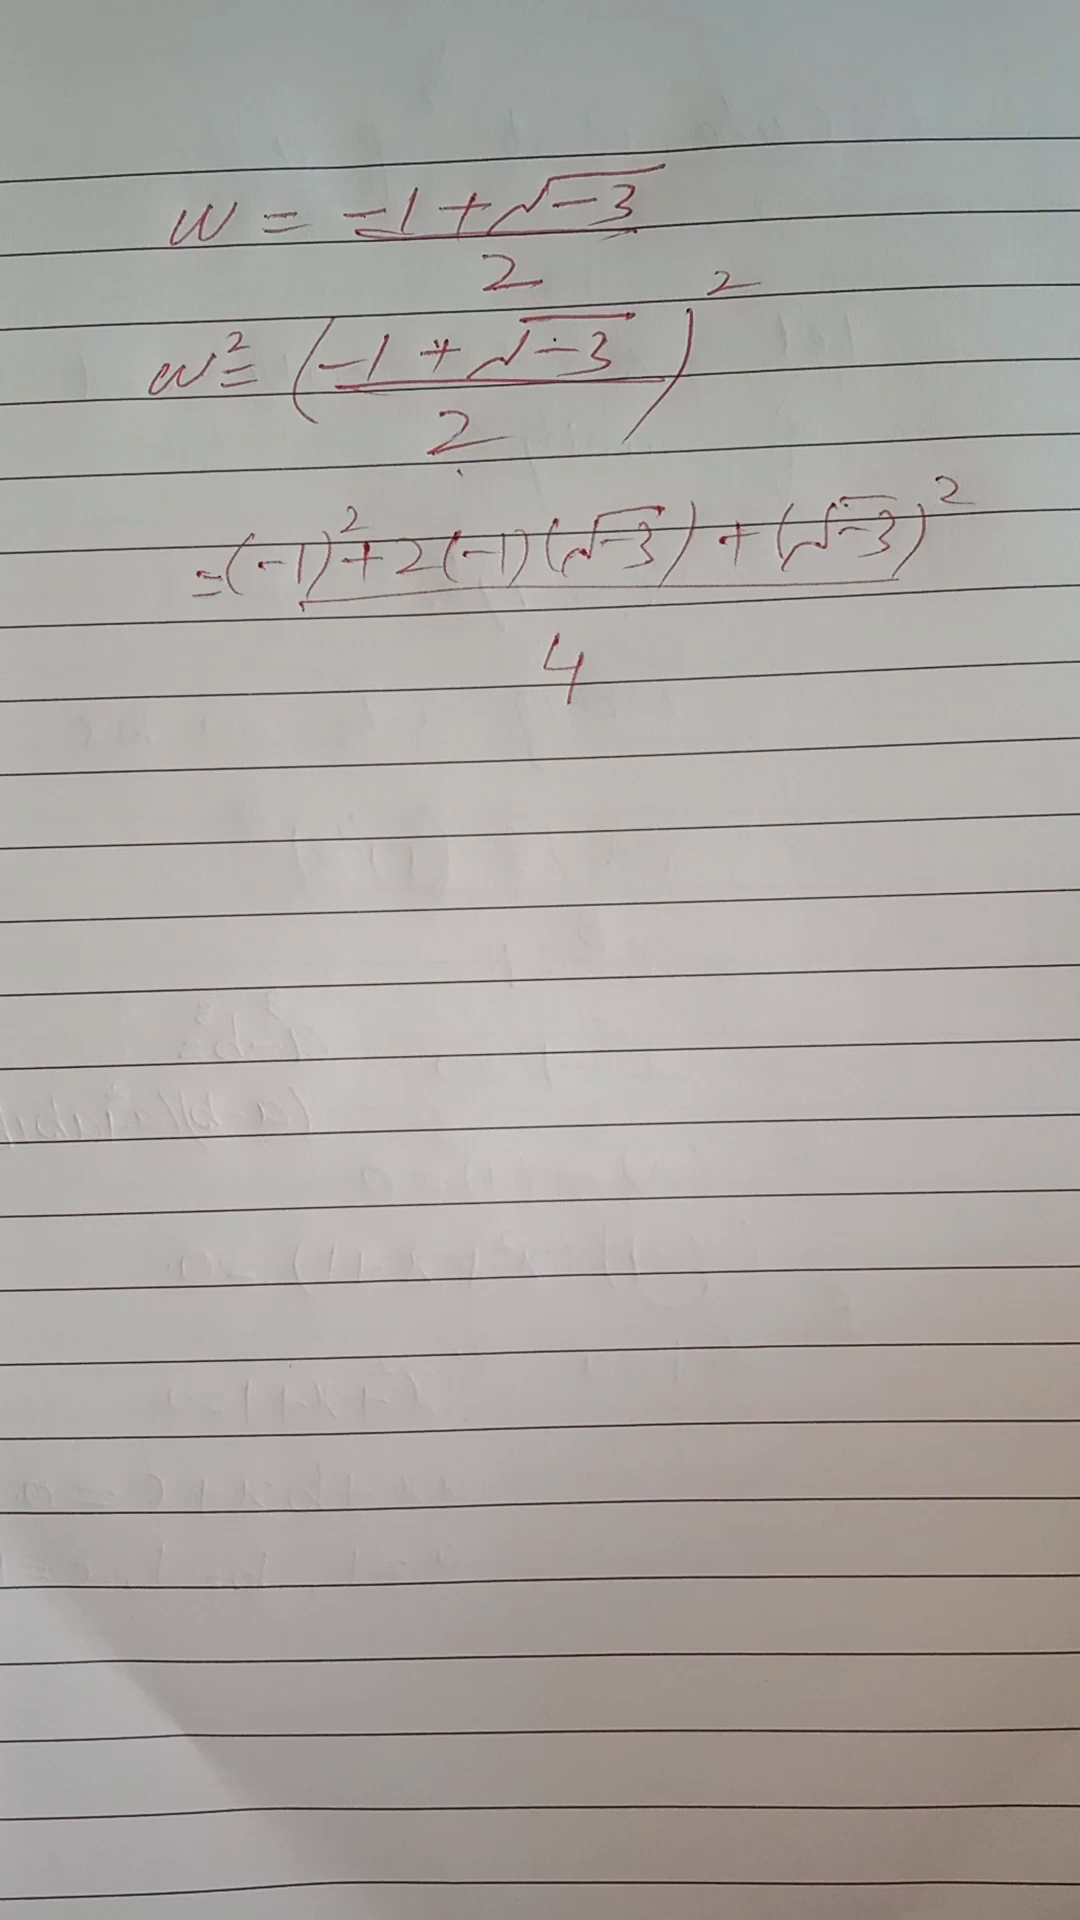 w = -1+√-3
2
w² = (-1 + √-3)²
2
= (-1)² + 2(-1)(√-3) + (√-3)²
4